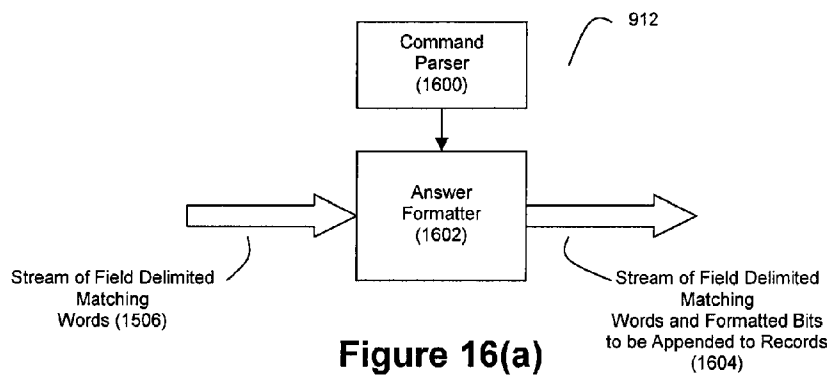 912
Command
Parser
(1600)
Answer
Formatter
(1602)
Stream of Field Delimited
Matching
Words (1506)
Stream of Field Delimited
Matching
Words and Formatted Bits
to be Appended to Records
(1604)
Figure 16(a)